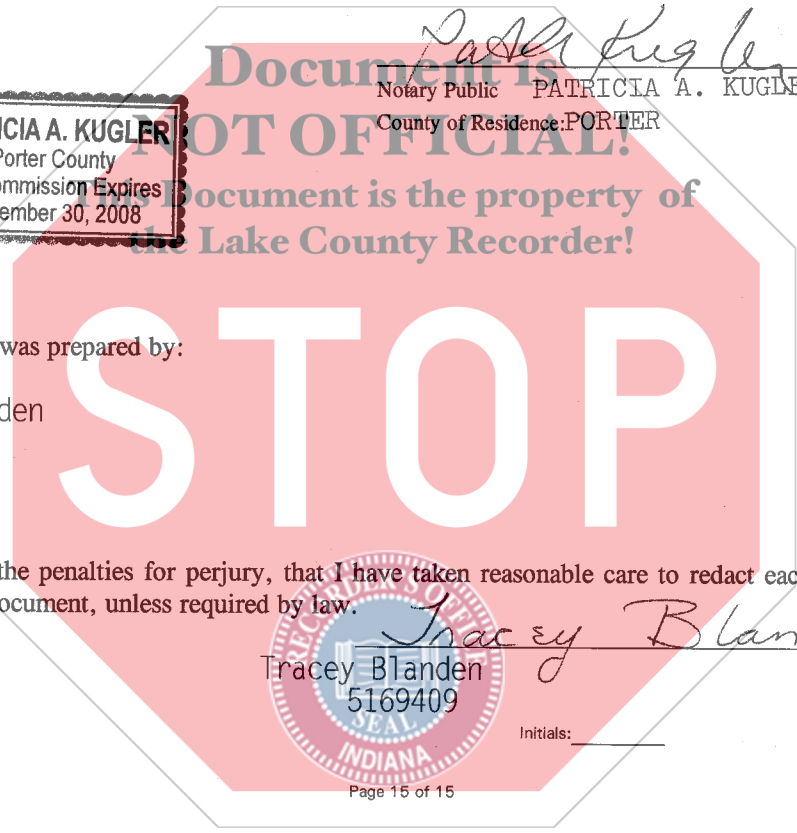 Document is
NOT OFFICIAL!
This Document is the property of
the Lake County Recorder!
Notary Public PATRICIA A. KUGLE
County of Residence: PORTER
ICIA A. KUGLER
Porter County
ommission Expires
ember 30, 2008
STOP
was prepared by:
den
the penalties for perjury, that I have taken reasonable care to redact eac
ocument, unless required by law.
Tracey Blan
Tracey Blanden
5169409
RECORDER'S OFFICE
SEAL
INDIANA
Initials:
Page 15 of 15